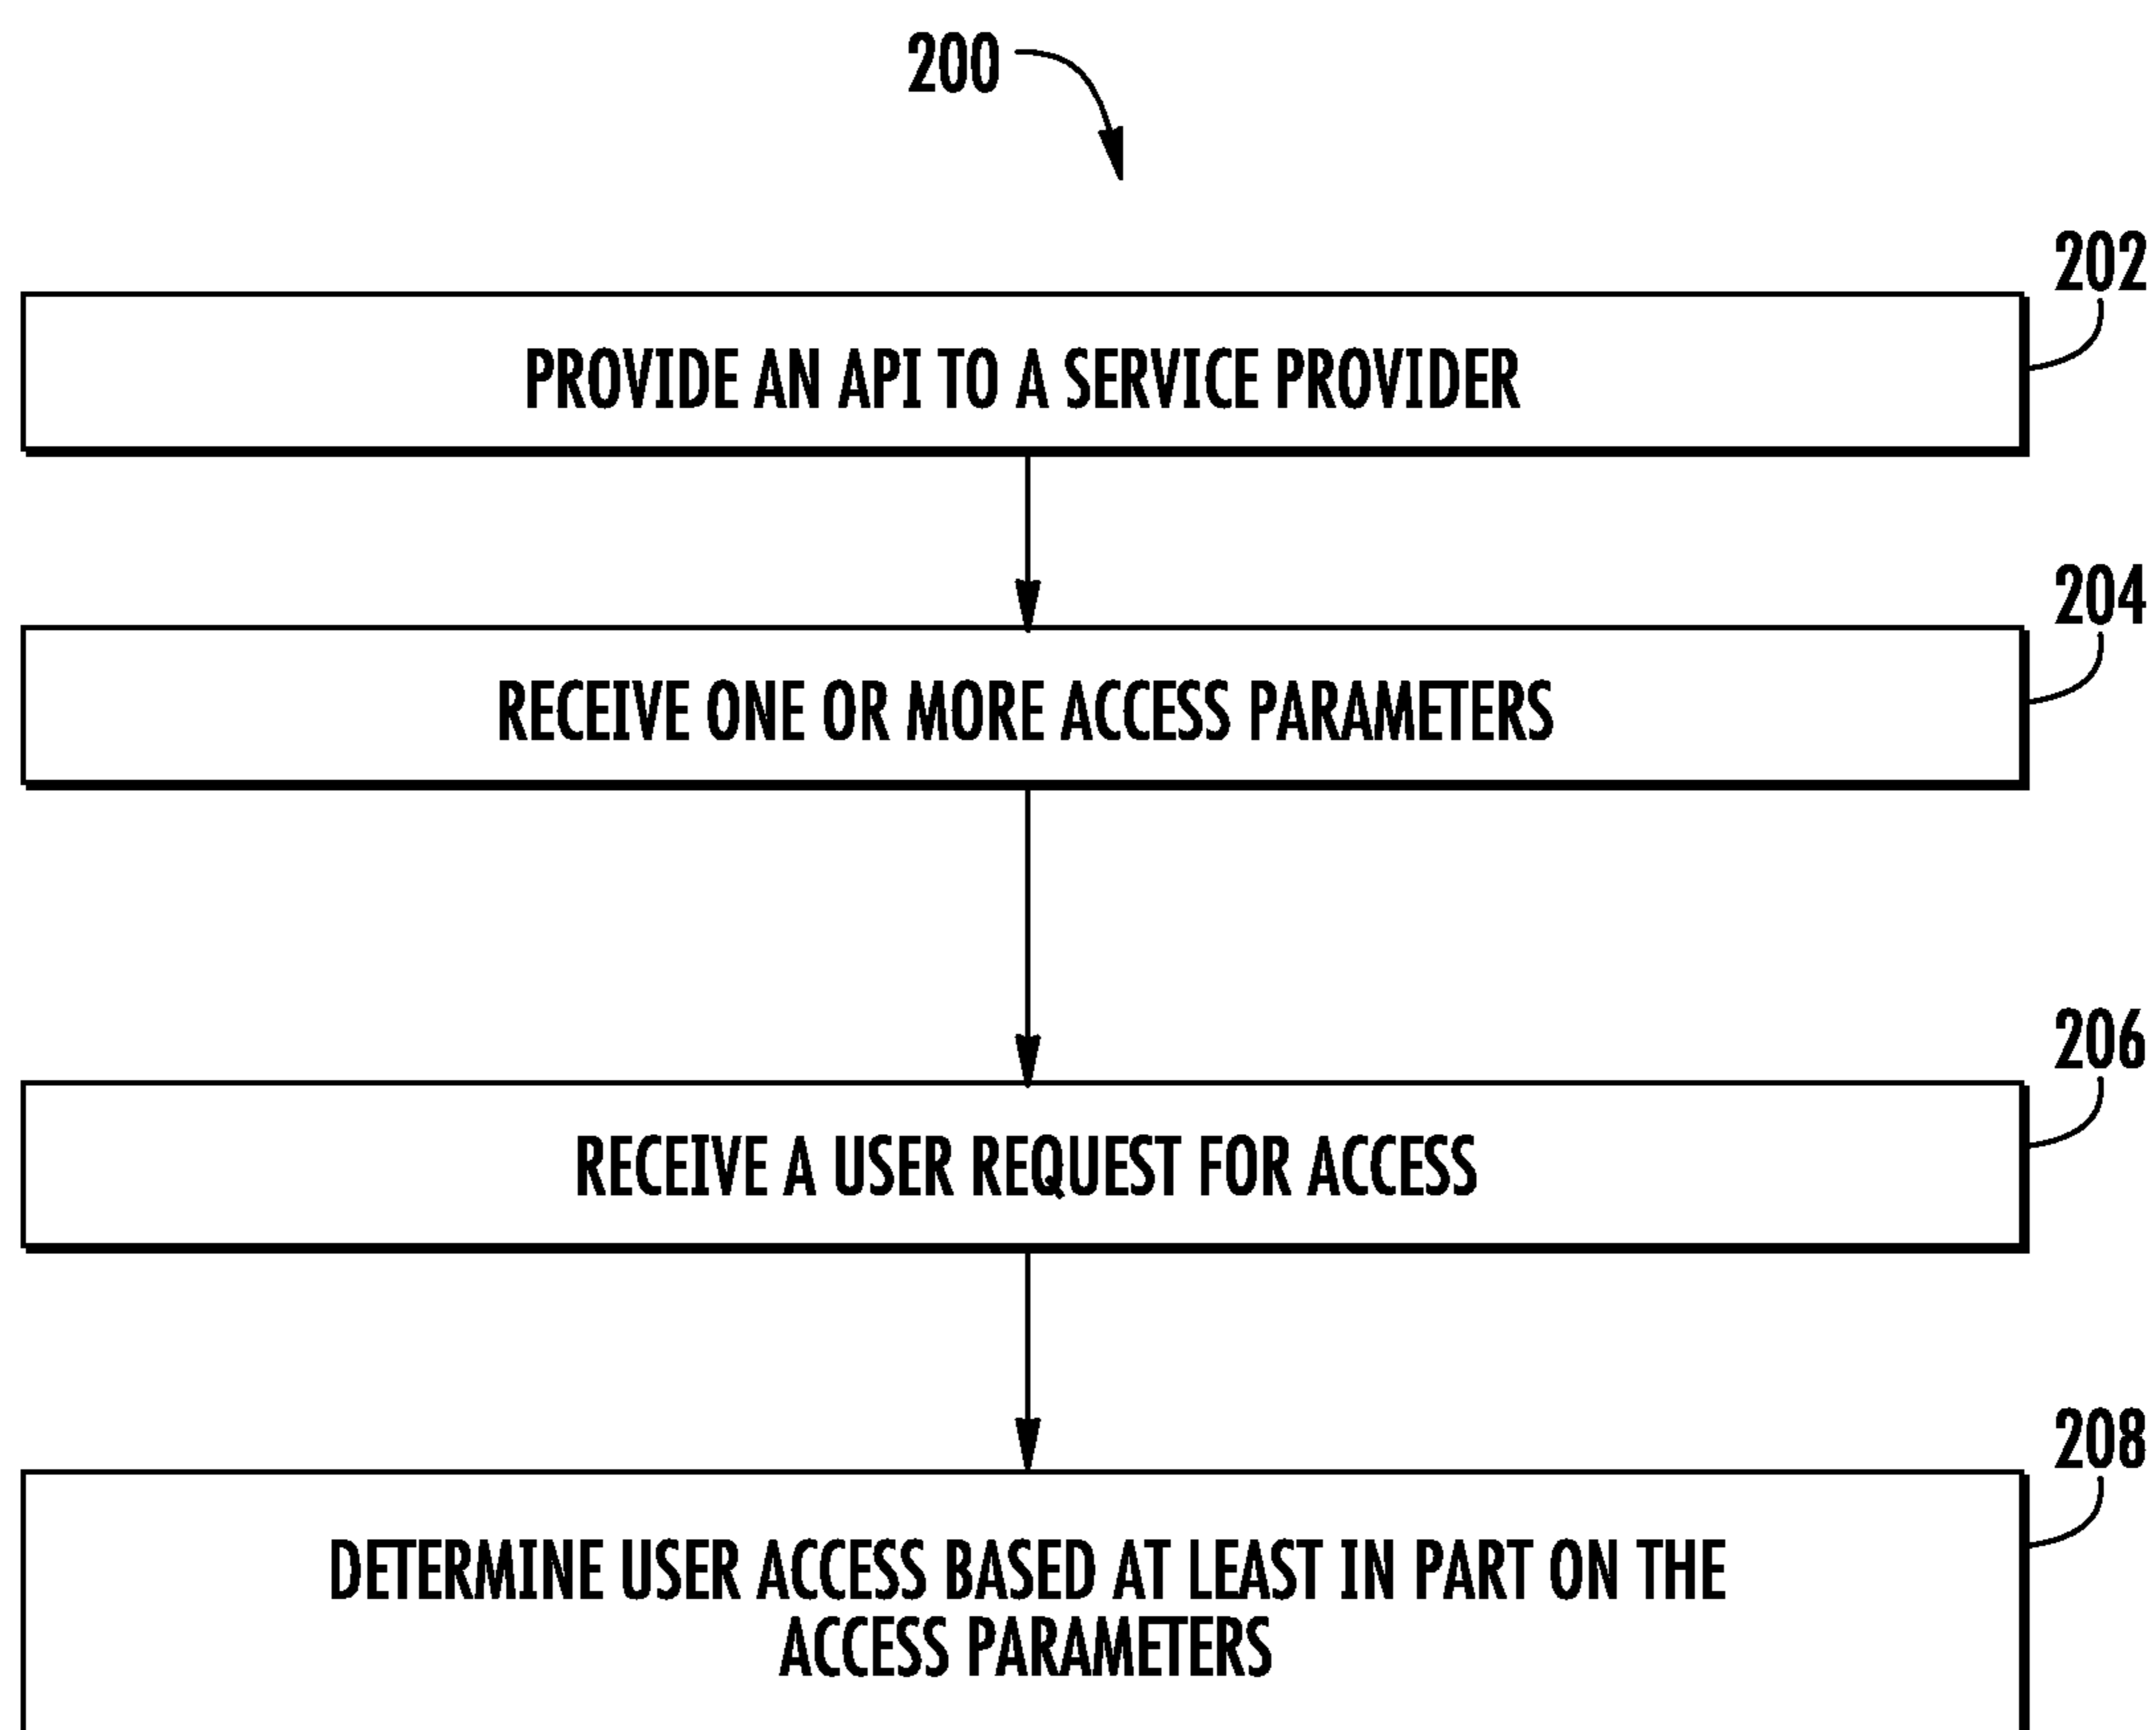 200
202
PROVIDE AN API TO A SERVICE PROVIDER
204
RECEIVE ONE OR MORE ACCESS PARAMETERS
206
RECEIVE A USER REQUEST FOR ACCESS
208
DETERMINE USER ACCESS BASED AT LEAST IN PART ON THE
ACCESS PARAMETERS